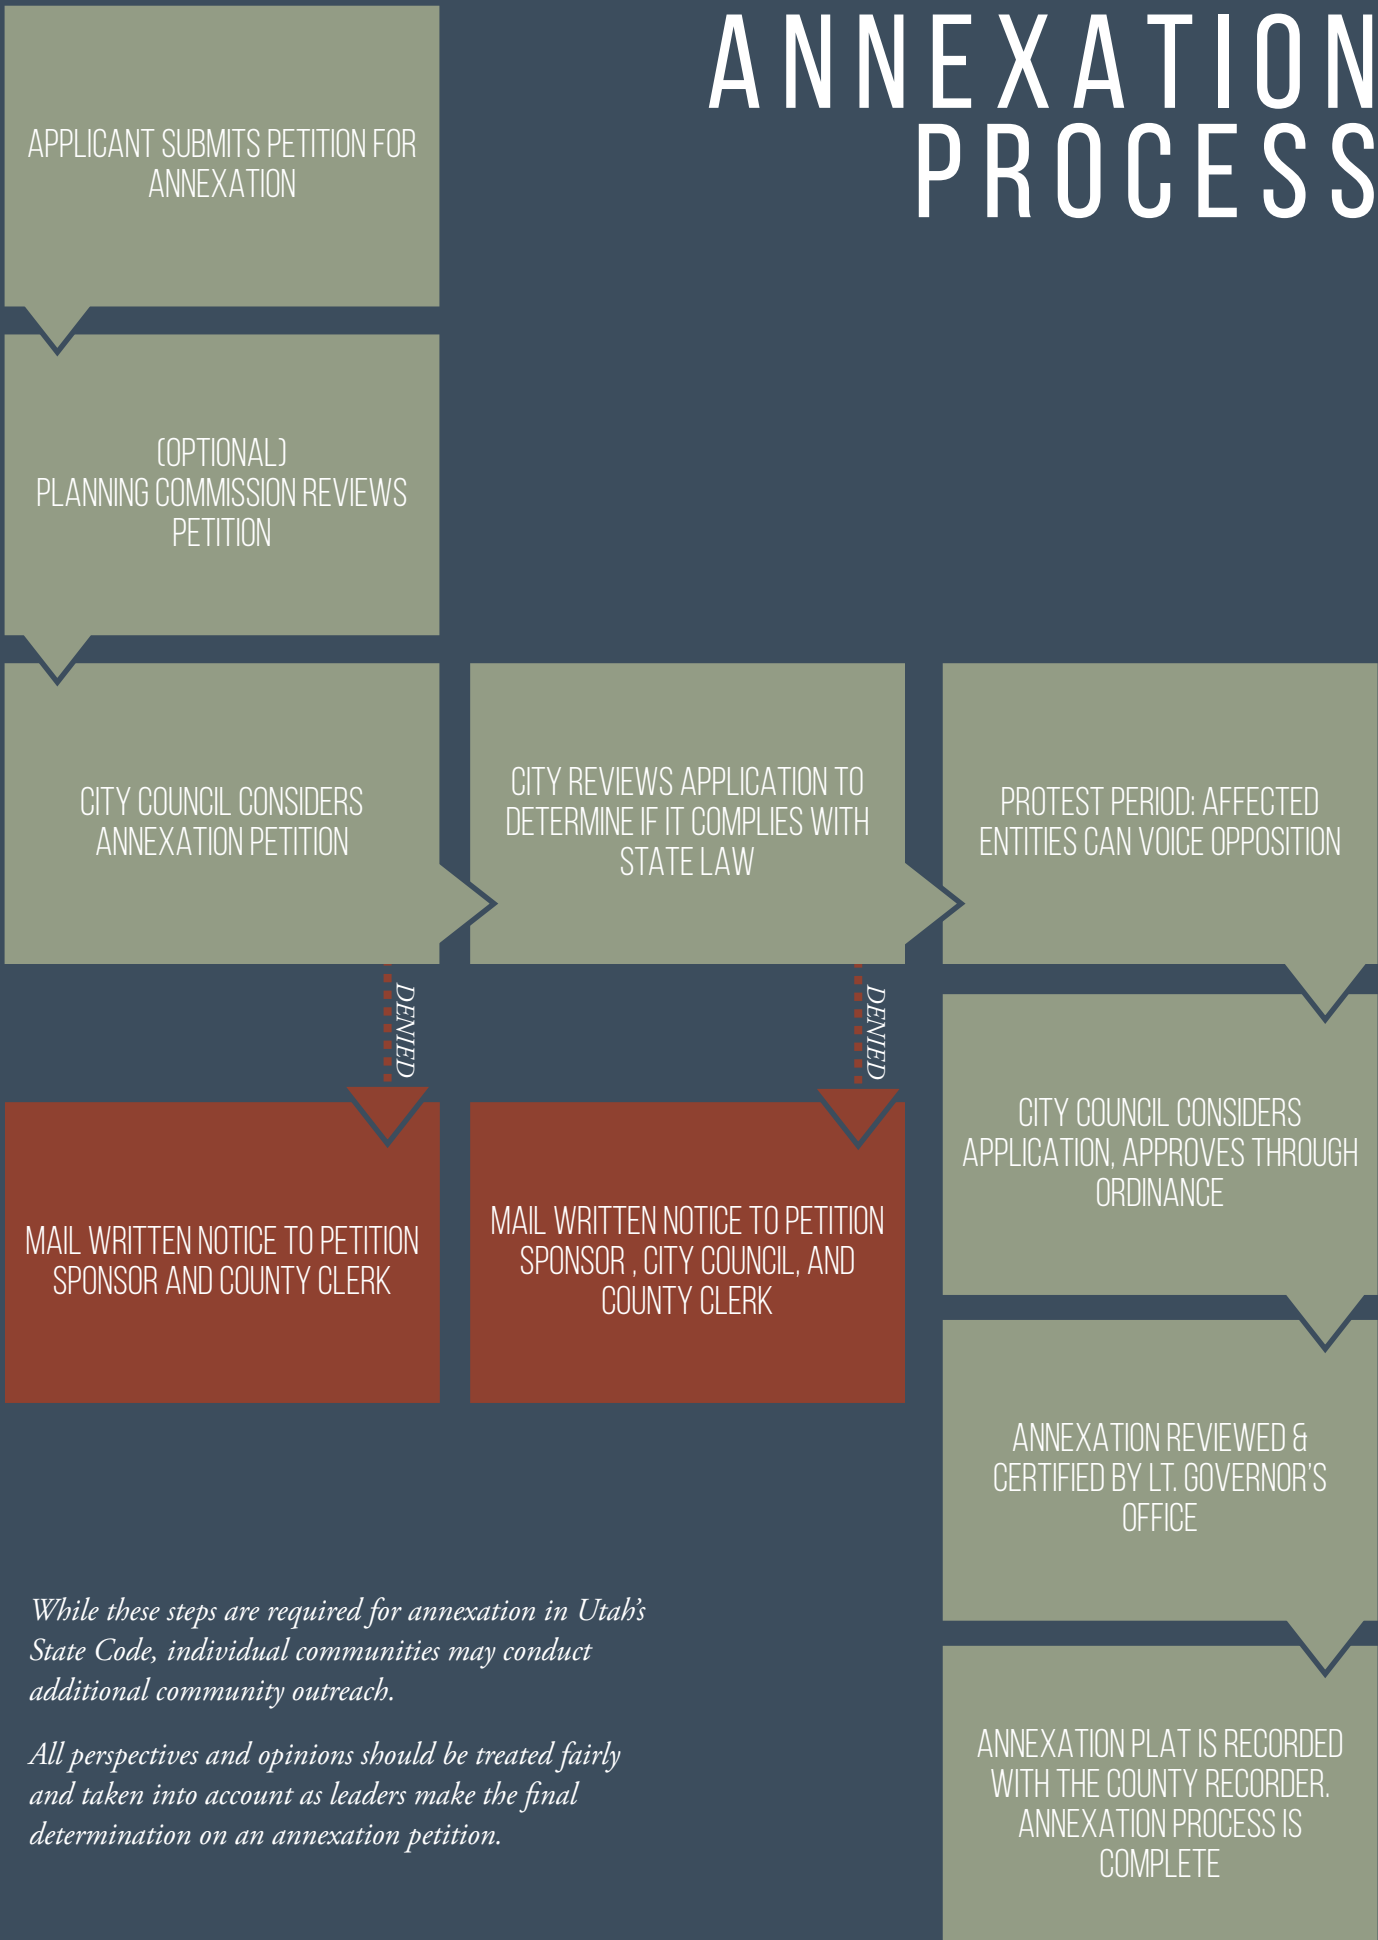 ANNEXATION
PROCESS
APPLICANT SUBMITS PETITION FOR
ANNEXATION
(OPTIONAL)
PLANNING COMMISSION REVIEWS
PETITION
CITY COUNCIL CONSIDERS
ANNEXATION PETITION
CITY REVIEWS APPLICATION TO
DETERMINE IF IT COMPLIES WITH
STATE LAW
PROTEST PERIOD: AFFECTED
ENTITIES CAN VOICE OPPOSITION
DENIED
DENIED
MAIL WRITTEN NOTICE TO PETITION
SPONSOR AND COUNTY CLERK
MAIL WRITTEN NOTICE TO PETITION
SPONSOR , CITY COUNCIL, AND
COUNTY CLERK
CITY COUNCIL CONSIDERS
APPLICATION, APPROVES THROUGH
ORDINANCE
ANNEXATION REVIEWED &
CERTIFIED BY LT. GOVERNOR'S
OFFICE
ANNEXATION PLAT IS RECORDED
WITH THE COUNTY RECORDER.
ANNEXATION PROCESS IS
COMPLETE
While these steps are required for annexation in Utah's
State Code, individual communities may conduct
additional community outreach.
All perspectives and opinions should be treated fairly
and taken into account as leaders make the final
determination on an annexation petition.